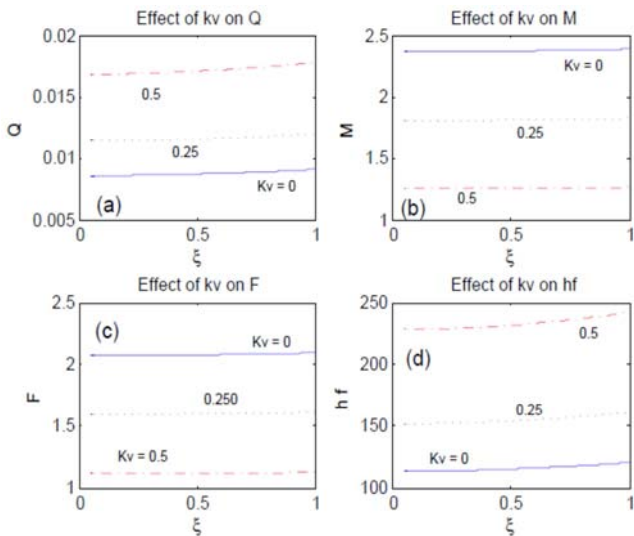 Effect of kv on Q
0.02
0.015
0.01
0.005
Q
0.5
0.25
Kv = 0
(a)
0
0.5
1
ξ
Effect of kv on M
2.5
2
1.5
1
M
Kv = 0
0.25
0.5
(b)
0
0.5
1
ξ
Effect of kv on F
2.5
2
1.5
1
F
(c)
Kv = 0
0.250
Kv = 0.5
0
0.5
1
ξ
Effect of kv on hf
250
200
150
100
h f
0.5
(d)
0.25
Kv = 0
0
0.5
1
ξ